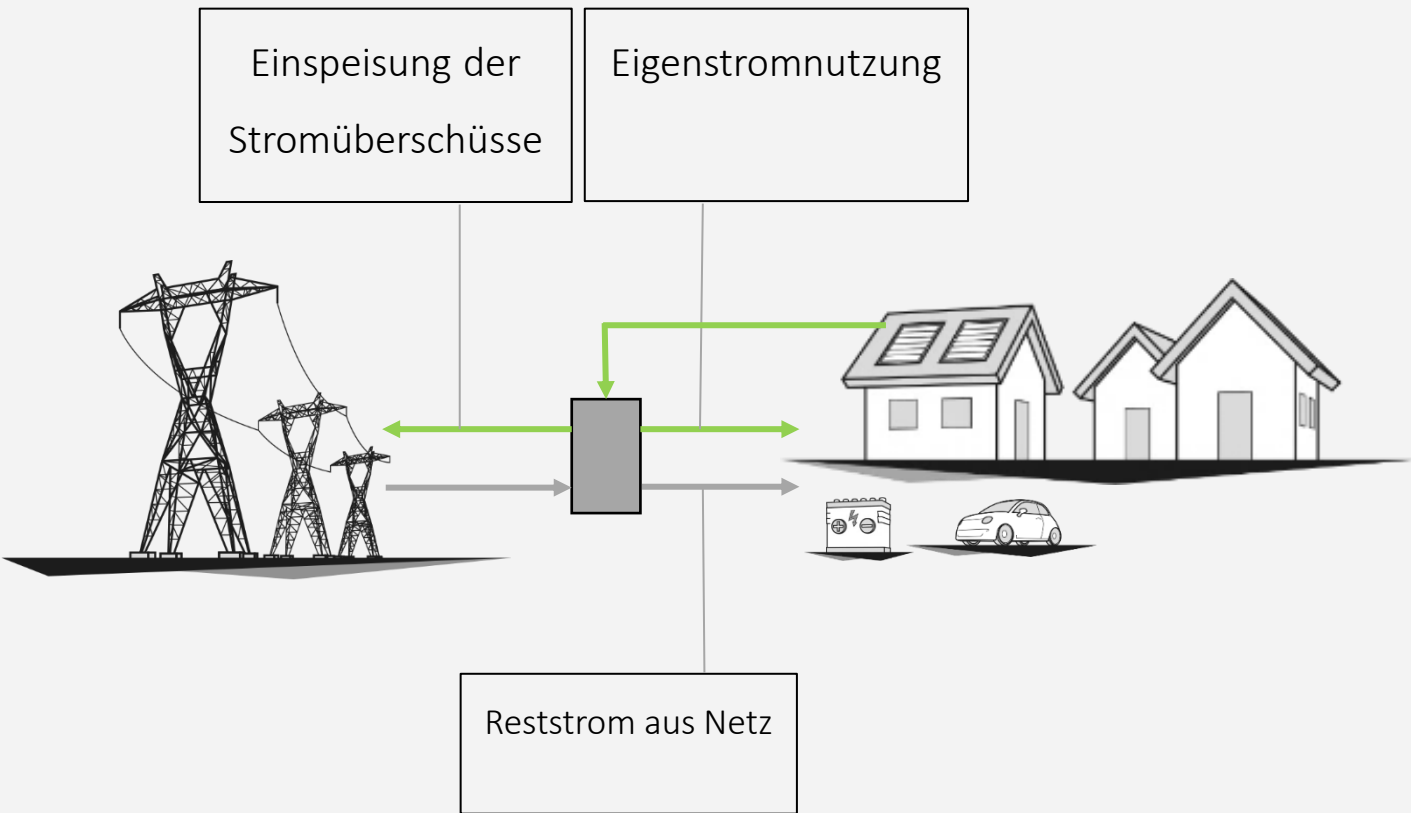 Einspeisung der
Stromüberschüsse
Eigenstromnutzung
Reststrom aus Netz